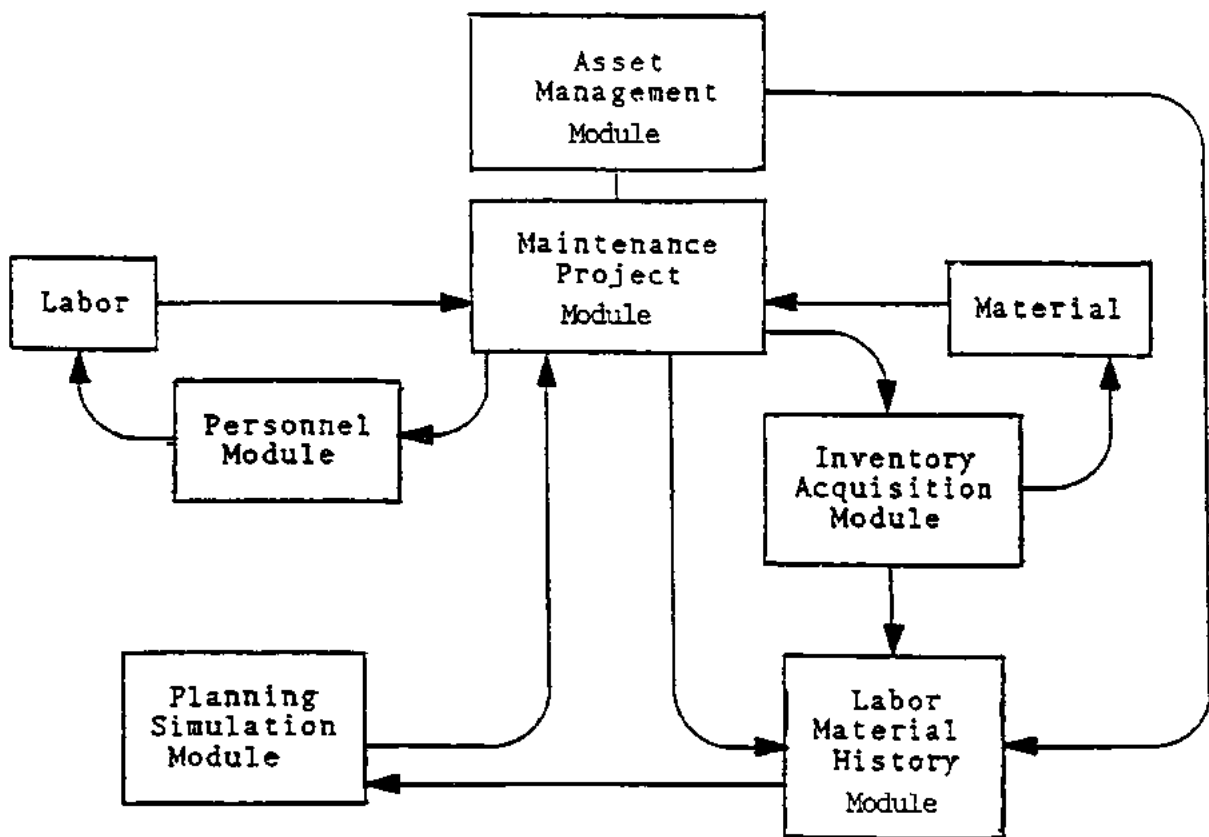 Asset
Management
Module
Maintenance
Project
Module
Labor
Material
Personnel
Module
Inventory
Acquisition
Module
Planning
Simulation
Module
Labor
Material
History
Module